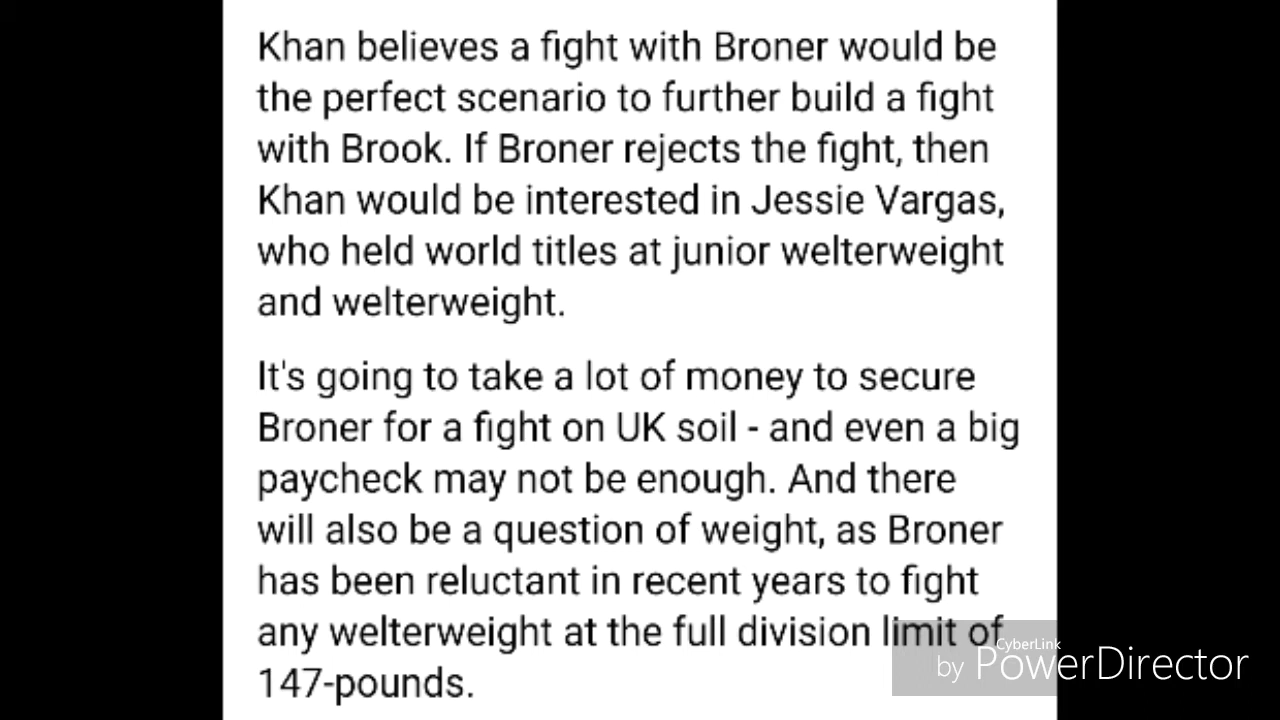 Khan believes a fight with Broner would be
the perfect scenario to further build a fight
with Brook. If Broner rejects the fight, then
Khan would be interested in Jessie Vargas,
who held world titles at junior welterweight
and welterweight.
It's going to take a lot of money to secure
Broner for a fight on UK soil - and even a big
paycheck may not be enough. And there
will also be a question of weight, as Broner
has been reluctant in recent years to fight
any welterweight at the full division limit of
147-pounds.
CyberLink
by PowerDirector